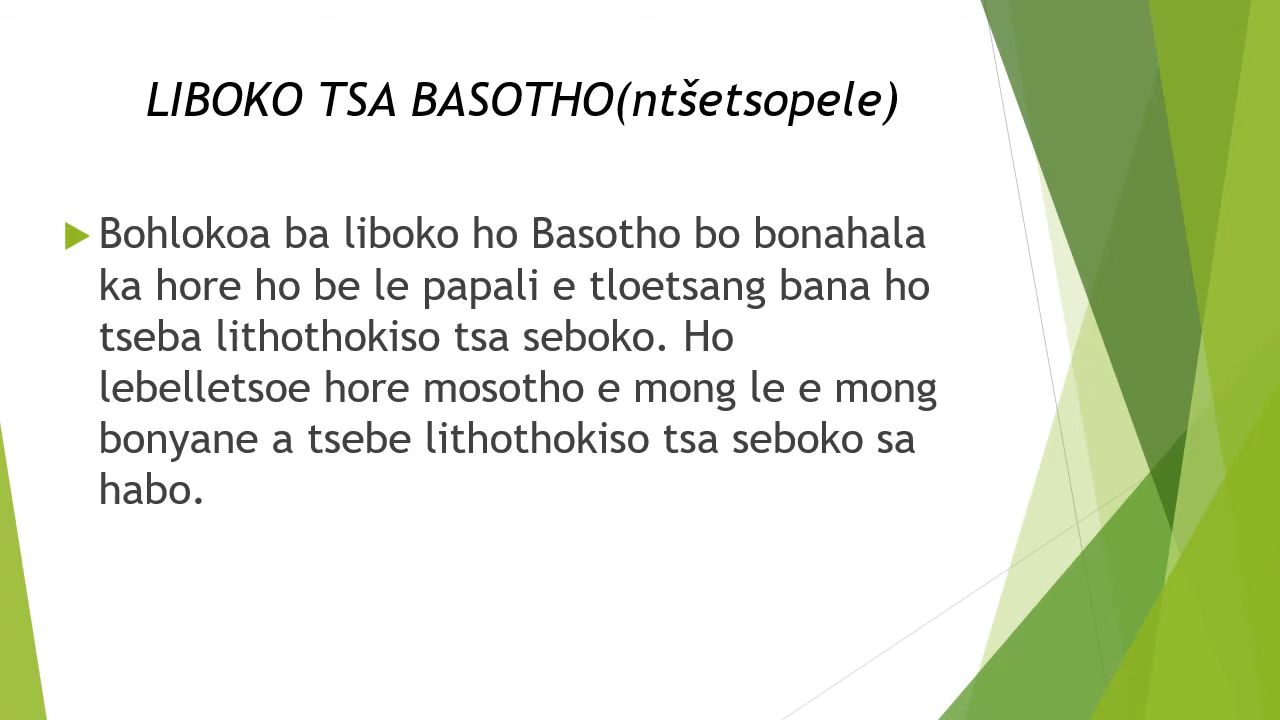 LIBOKO TSA BASOTHO(ntšetsopele)
Bohlokoa ba liboko ho Basotho bo bonahala
ka hore ho be le papali e tloetsang bana ho
tseba lithothokiso tsa seboko. Ho
lebelletsoe hore mosotho e mong le e mong
bonyane a tsebe lithothokiso tsa seboko sa
habo.